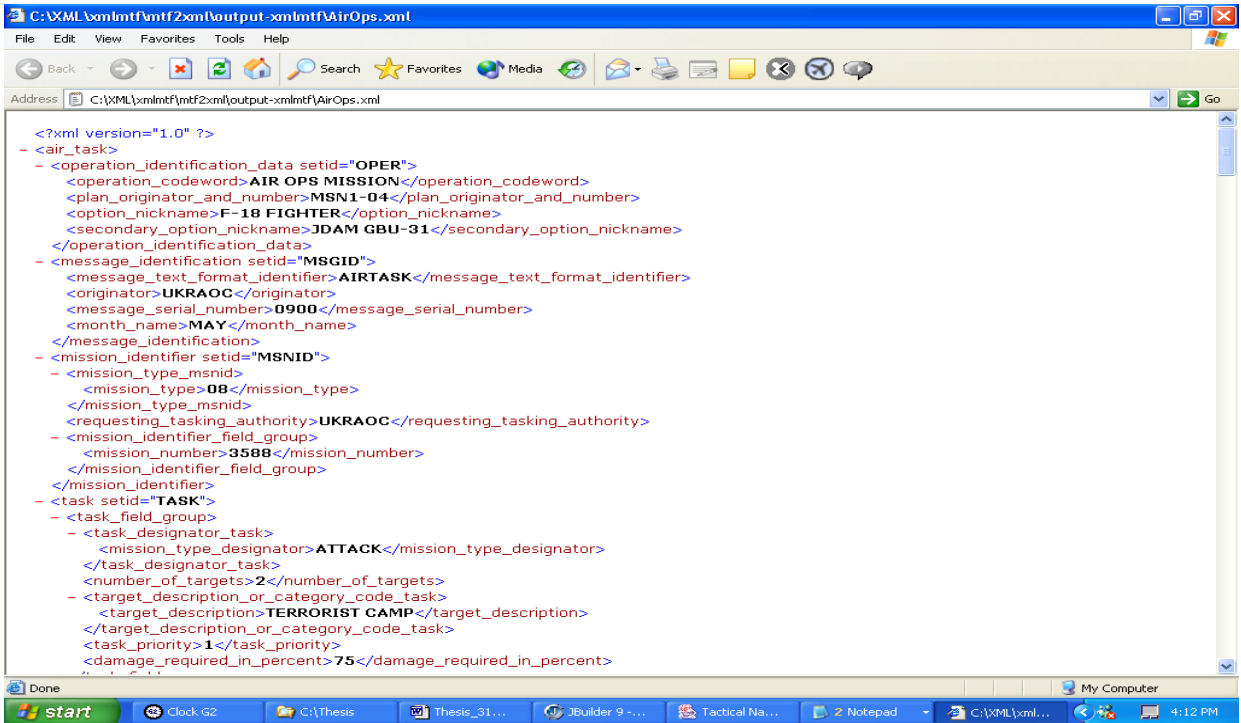 C:\XML\xmlmtf\mtf2xml\output-xmlmtf\AirOps.xml
File Edit View Favorites Tools Help
Back Search Favorites Media
Address C:\XML\xmlmtf\mtf2xml\output-xmlmtf\AirOps.xml Go
<?xml version="1.0" ?>
- <air_task>
- <operation_identification_data setid="OPER">
<operation_codeword>AIR OPS MISSION</operation_codeword>
<plan_originator_and_number>MSN1-04</plan_originator_and_number>
<option_nickname>F-18 FIGHTER</option_nickname>
<secondary_option_nickname>JDAM GBU-31</secondary_option_nickname>
</operation_identification_data>
- <message_identification setid="MSGID">
<message_text_format_identifier>AIRTASK</message_text_format_identifier>
<originator>UKRAOC</originator>
<message_serial_number>0900</message_serial_number>
<month_name>MAY</month_name>
</message_identification>
- <mission_identifier setid="MSNID">
- <mission_type_msnid>
<mission_type>08</mission_type>
</mission_type_msnid>
<requesting_tasking_authority>UKRAOC</requesting_tasking_authority>
- <mission_identifier_field_group>
<mission_number>3588</mission_number>
</mission_identifier_field_group>
</mission_identifier>
- <task setid="TASK">
- <task_field_group>
- <task_designator_task>
<mission_type_designator>ATTACK</mission_type_designator>
</task_designator_task>
<number_of_targets>2</number_of_targets>
- <target_description_or_category_code_task>
<target_description>TERRORIST CAMP</target_description>
</target_description_or_category_code_task>
<task_priority>1</task_priority>
<damage_required_in_percent>75</damage_required_in_percent>
Done My Computer
start Clock G2 C:\Thesis Thesis_31... JBuilder 9 -... Tactical Na... 2 Notepad C:\XML\xml... 4:12 PM